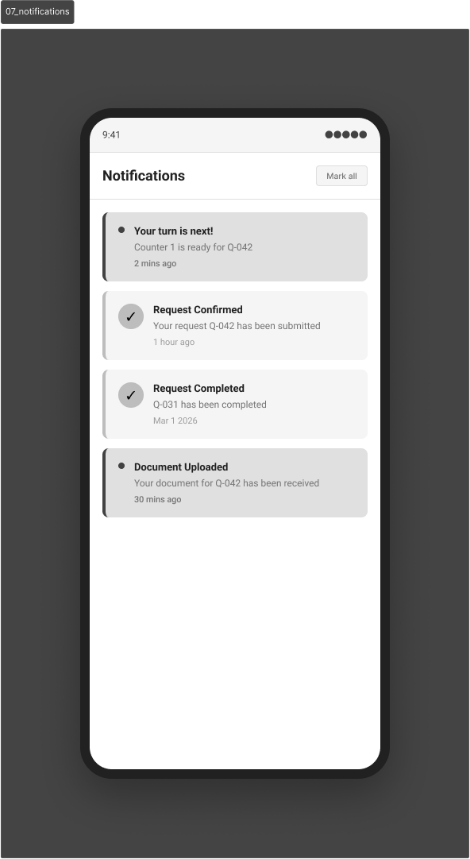 07_notifications
9:41
Notifications
Mark all
Your turn is next!
Counter 1 is ready for Q-042
2 mins ago
Request Confirmed
Your request Q-042 has been submitted
1 hour ago
Request Completed
Q-031 has been completed
Mar 1 2026
Document Uploaded
Your document for Q-042 has been received
30 mins ago